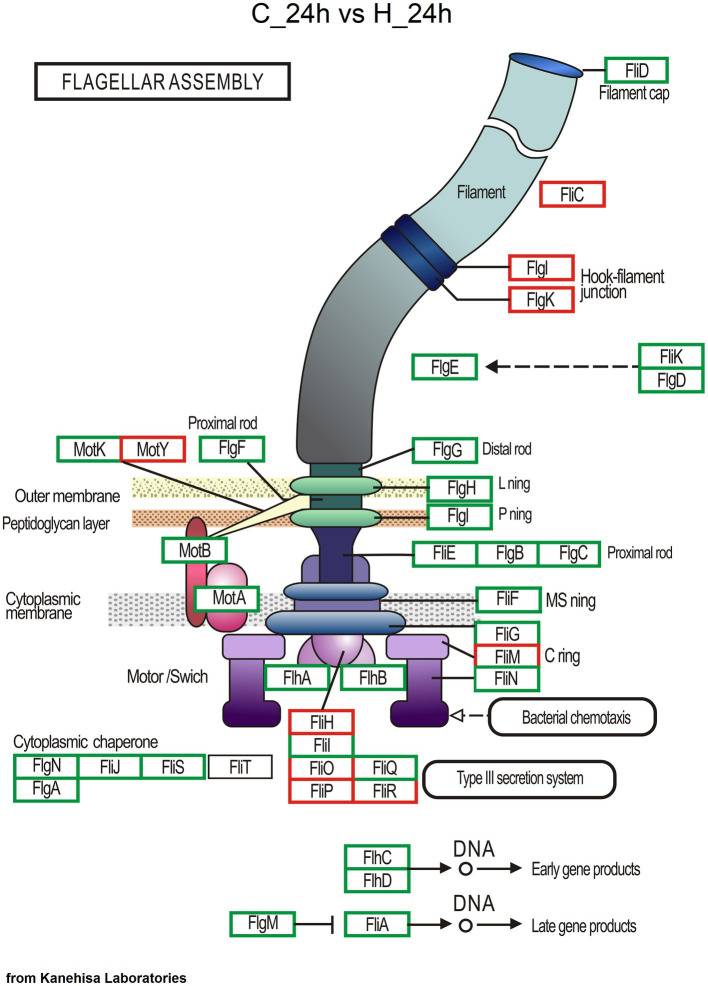 C_24h vs H_24h
FLAGELLAR ASSEMBLY
FliD
Filament cap
Filament
FliC
FlgI
Hook-filament
junction
FlgK
FlgE
FliK
FlgD
Proximal rod
MotK
MotY
FlgF
FlgG
Distal rod
Outer membrane
FlgH
L ning
Peptidoglycan layer
FlgI
P ning
MotB
FliE
FlgB
FlgC
Proximal rod
Cytoplasmic
membrane
MotA
FliF
MS ning
FliG
FliM
C ring
FliN
Motor /Swich
FlhA
FlhB
Bacterial chemotaxis
FliH
FliI
FliO
FliQ
FliP
FliR
Type III secretion system
Cytoplasmic chaperone
FlgN
FliJ
FliS
FliT
FlgA
FlhC
FlhD
DNA
Early gene products
FlgM
FliA
DNA
Late gene products
from Kanehisa Laboratories